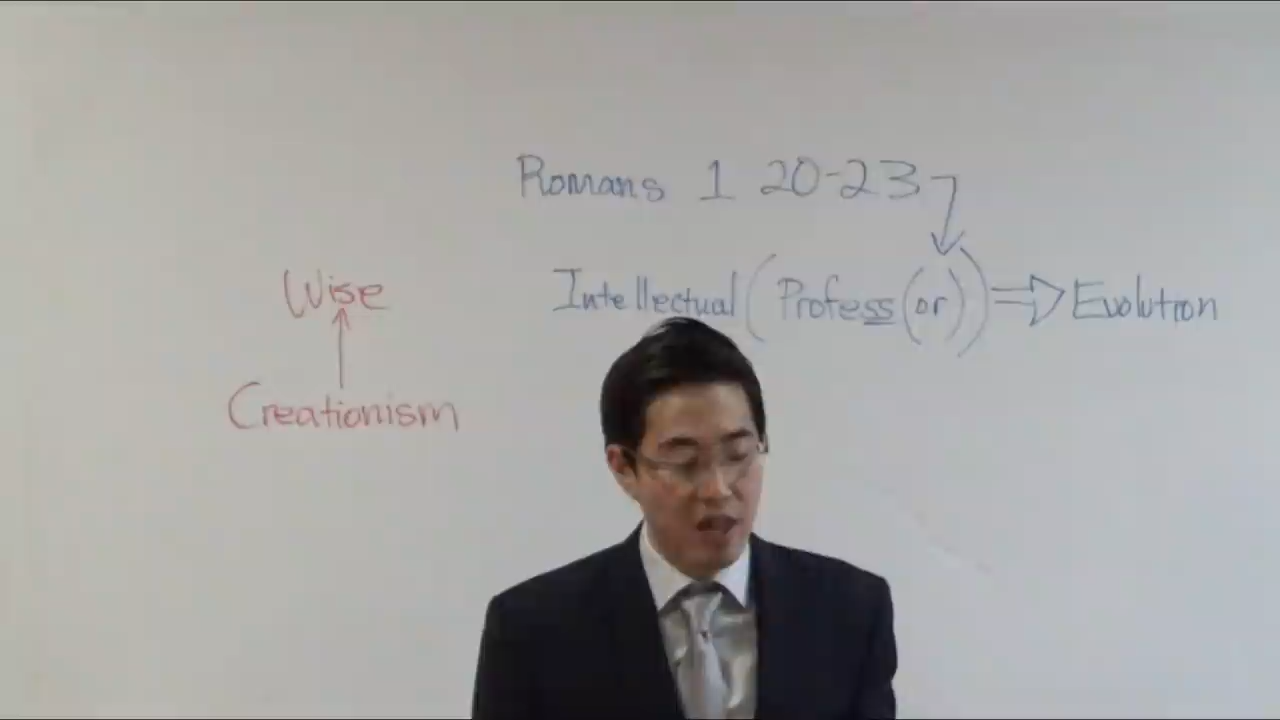 Romans 1 20-23
Intellectual (Profess(or)) ⇒ Evolution
Wise
Creationism